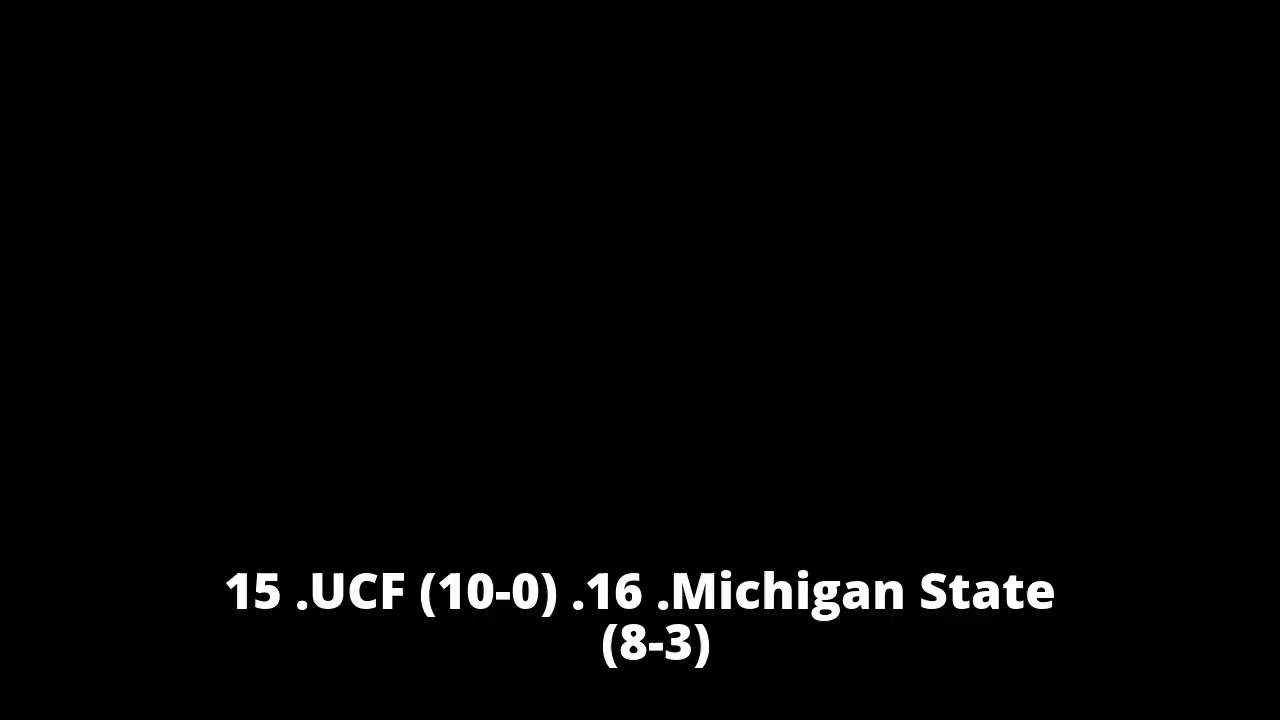 15 .UCF (10-0) .16 .Michigan State
(8-3)